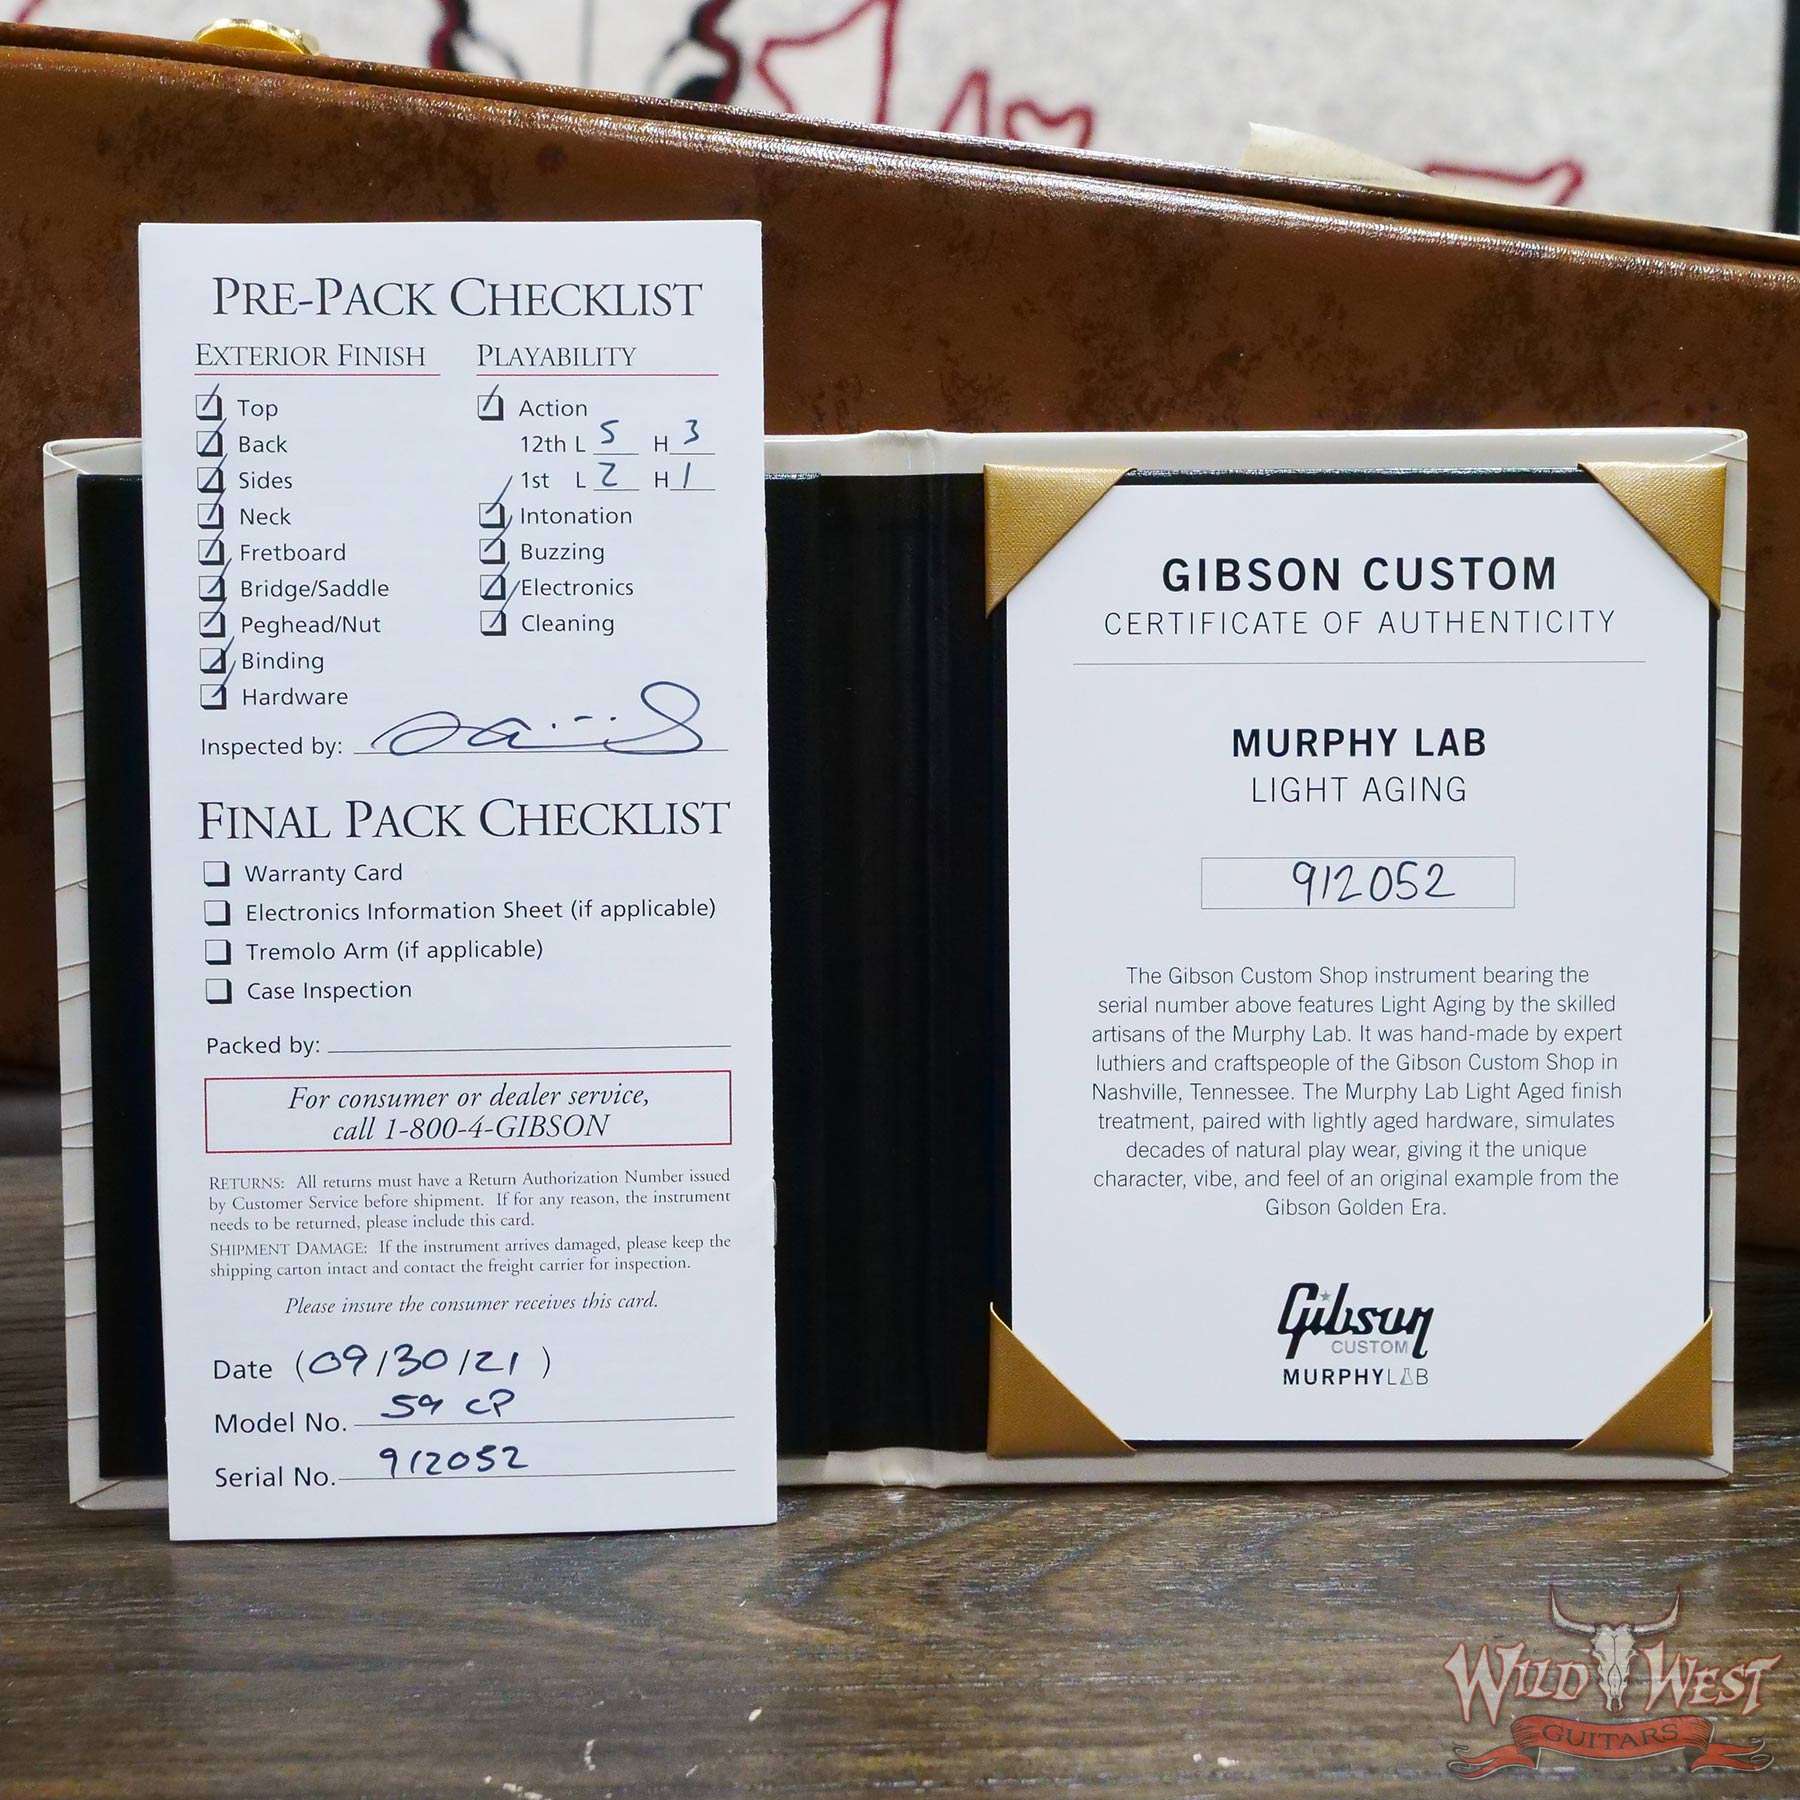 PRE-PACK CHECKLIST
EXTERIOR FINISH
Top
Back
Sides
Neck
Fretboard
Bridge/Saddle
Peghead/Nut
Binding
Hardware
PLAYABILITY
Action
12th L 5 H 3
1st L 2 H 1
Intonation
Buzzing
Electronics
Cleaning
Inspected by:
FINAL PACK CHECKLIST
Warranty Card
Electronics Information Sheet (if applicable)
Tremolo Arm (if applicable)
Case Inspection
Packed by:
For consumer or dealer service,
call 1-800-4-GIBSON
RETURNS: All returns must have a Return Authorization Number issued
by Customer Service before shipment. If for any reason, the instrument
needs to be returned, please include this card.
SHIPMENT DAMAGE: If the instrument arrives damaged, please keep the
shipping carton intact and contact the freight carrier for inspection.
Please insure the consumer receives this card.
Date (09/30/21)
Model No. 59 CP
Serial No. 912052
GIBSON CUSTOM
CERTIFICATE OF AUTHENTICITY
MURPHY LAB
LIGHT AGING
912052
The Gibson Custom Shop instrument bearing the
serial number above features Light Aging by the skilled
artisans of the Murphy Lab. It was hand-made by expert
luthiers and craftspeople of the Gibson Custom Shop in
Nashville, Tennessee. The Murphy Lab Light Aged finish
treatment, paired with lightly aged hardware, simulates
decades of natural play wear, giving it the unique
character, vibe, and feel of an original example from the
Gibson Golden Era.
Gibson
CUSTOM
MURPHYLAB
WILD WEST
GUITARS